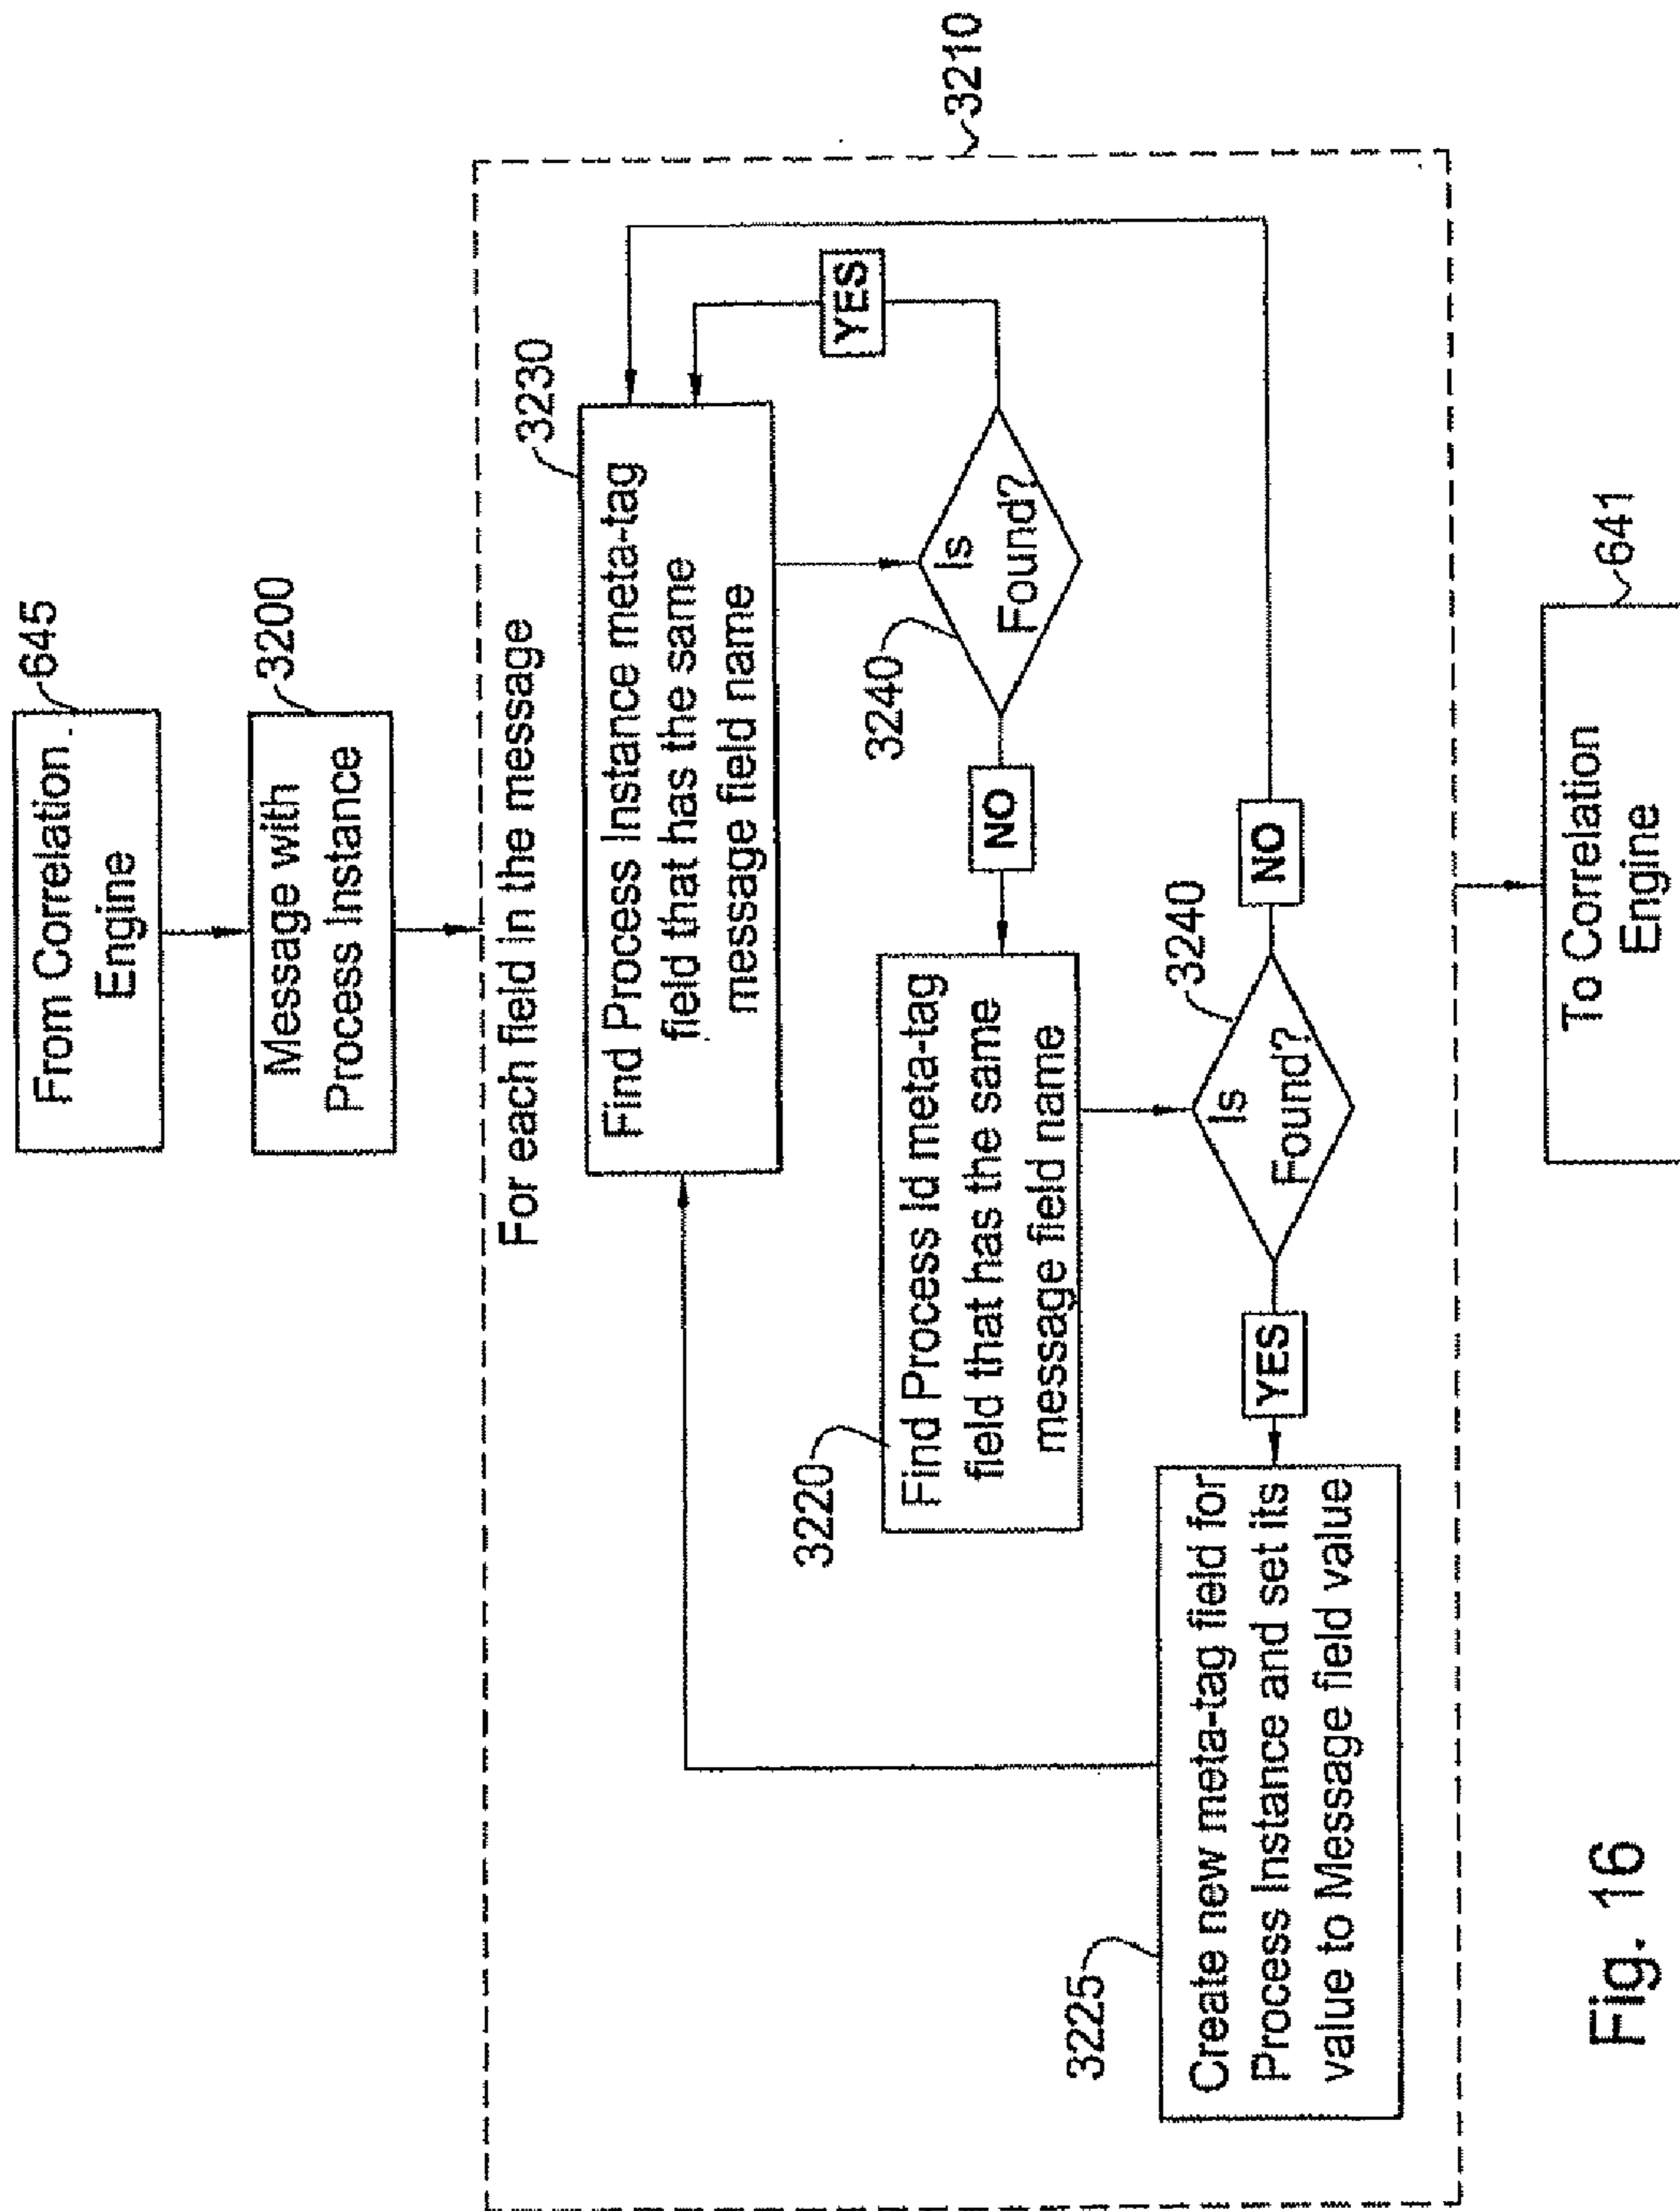 645
From Correlation.
Engine
3200
Message with
Process Instance
3210
For each field in the message
3230
Find Process Instance meta-tag
field that has the same
message field name
YES
3240
Is
Found?
NO
3220
Find Process Id meta-tag
field that has the same
message field name
3240
Is
Found?
NO
YES
3225
Create new meta-tag field for
Process Instance and set its
value to Message field value
641
To Correlation
Engine
Fig. 16